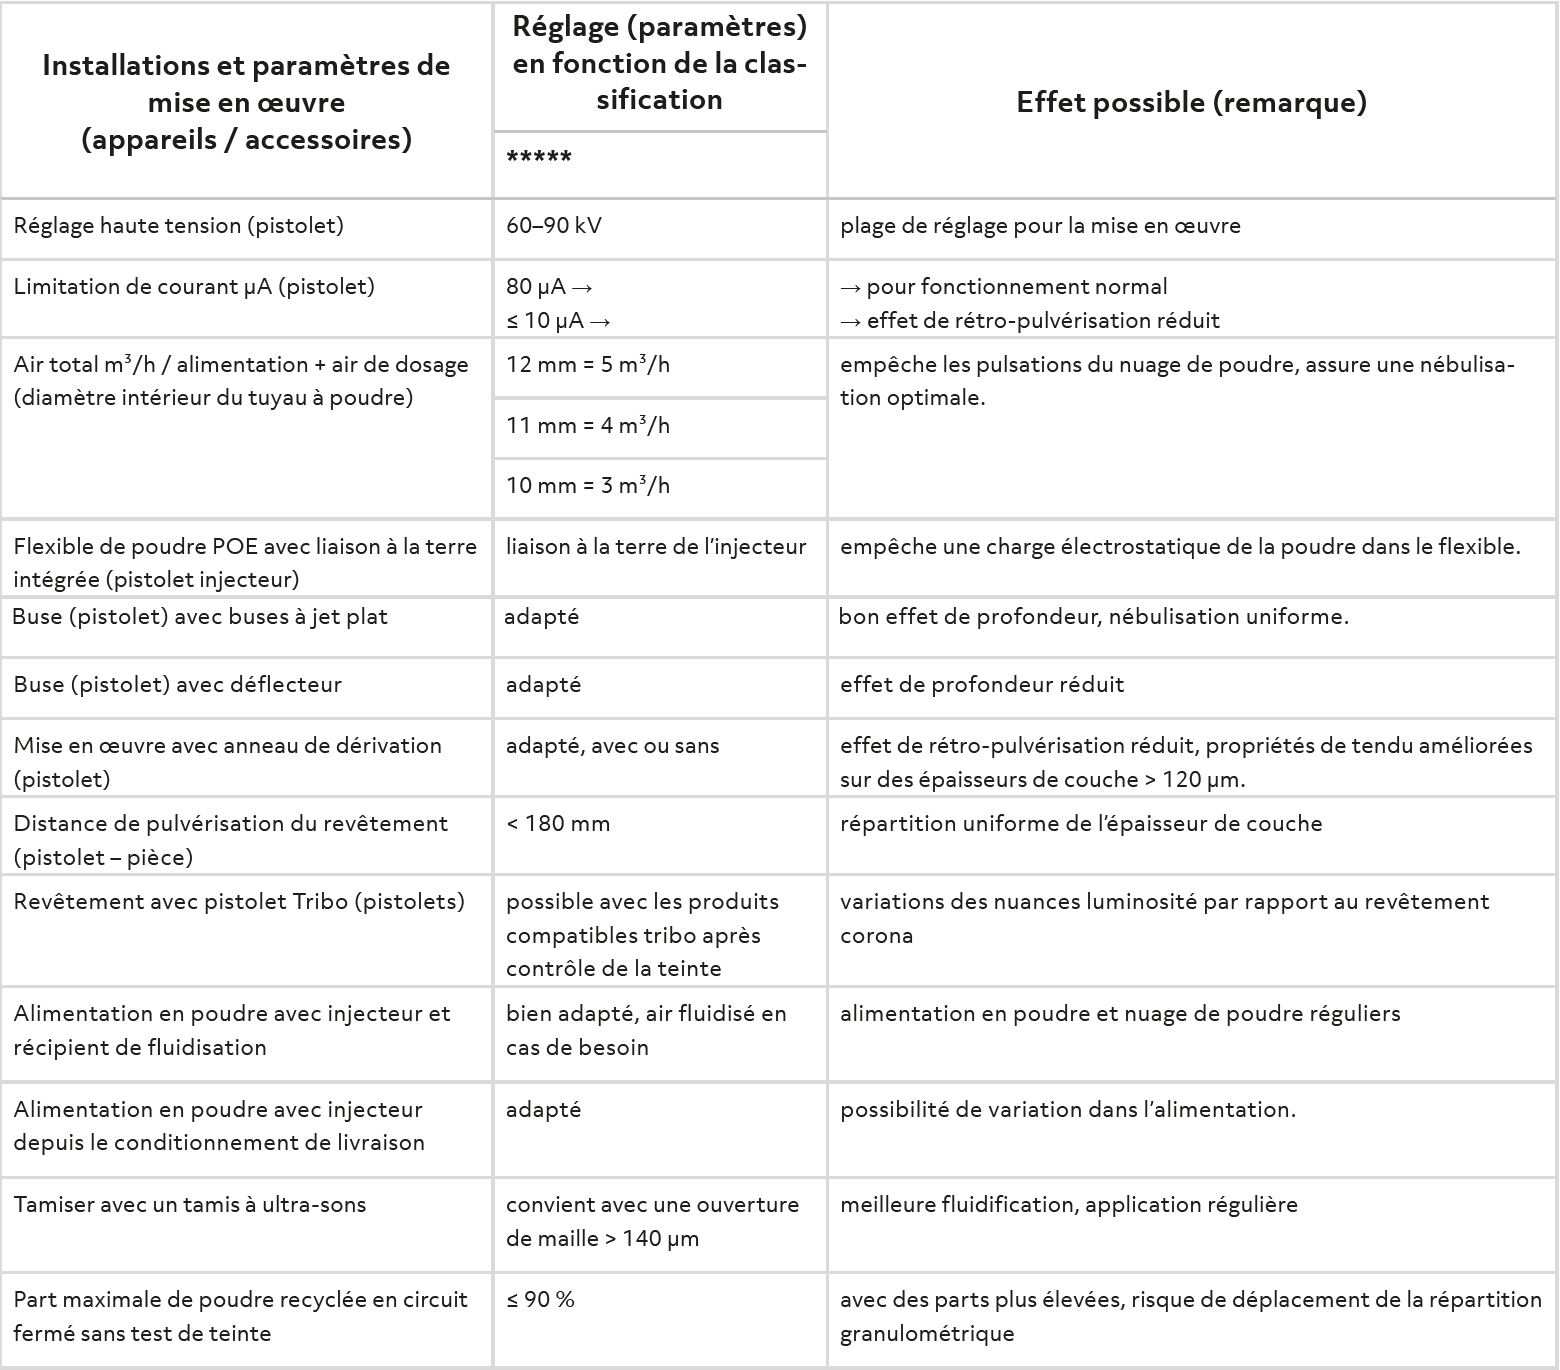 Installations et paramètres de
mise en œuvre
(appareils / accessoires)
Réglage (paramètres)
en fonction de la clas-
sification
*****
Effet possible (remarque)
Réglage haute tension (pistolet)
60–90 kV
plage de réglage pour la mise en œuvre
Limitation de courant µA (pistolet)
80 µA →
≤ 10 µA →
→ pour fonctionnement normal
→ effet de rétro-pulvérisation réduit
Air total m³/h / alimentation + air de dosage
(diamètre intérieur du tuyau à poudre)
12 mm = 5 m³/h
11 mm = 4 m³/h
10 mm = 3 m³/h
empêche les pulsations du nuage de poudre, assure une nébulisa-
tion optimale.
Flexible de poudre POE avec liaison à la terre
intégrée (pistolet injecteur)
liaison à la terre de l’injecteur
empêche une charge électrostatique de la poudre dans le flexible.
Buse (pistolet) avec buses à jet plat
adapté
bon effet de profondeur, nébulisation uniforme.
Buse (pistolet) avec déflecteur
adapté
effet de profondeur réduit
Mise en œuvre avec anneau de dérivation
(pistolet)
adapté, avec ou sans
effet de rétro-pulvérisation réduit, propriétés de tendu améliorées
sur des épaisseurs de couche > 120 µm.
Distance de pulvérisation du revêtement
(pistolet – pièce)
< 180 mm
répartition uniforme de l’épaisseur de couche
Revêtement avec pistolet Tribo (pistolets)
possible avec les produits
compatibles tribo après
contrôle de la teinte
variations des nuances luminosité par rapport au revêtement
corona
Alimentation en poudre avec injecteur et
récipient de fluidisation
bien adapté, air fluidisé en
cas de besoin
alimentation en poudre et nuage de poudre réguliers
Alimentation en poudre avec injecteur
depuis le conditionnement de livraison
adapté
possibilité de variation dans l’alimentation.
Tamiser avec un tamis à ultra-sons
convient avec une ouverture
de maille > 140 µm
meilleure fluidification, application régulière
Part maximale de poudre recyclée en circuit
fermé sans test de teinte
≤ 90 %
avec des parts plus élevées, risque de déplacement de la répartition
granulométrique